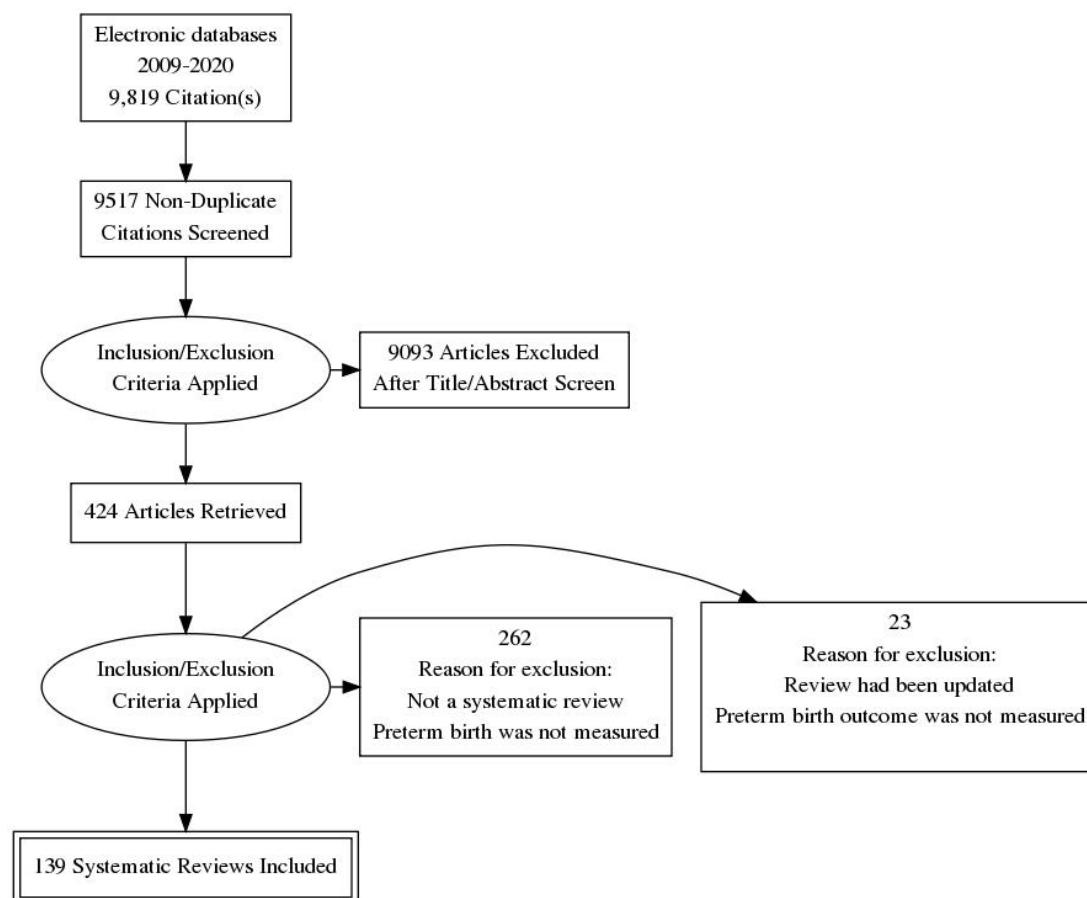 Electronic databases
2009-2020
9,819 Citation(s)
9517 Non-Duplicate
Citations Screened
Inclusion/Exclusion
Criteria Applied
9093 Articles Excluded
After Title/Abstract Screen
424 Articles Retrieved
Inclusion/Exclusion
Criteria Applied
262
Reason for exclusion:
Not a systematic review
Preterm birth was not measured
23
Reason for exclusion:
Review had been updated
Preterm birth outcome was not measured
139 Systematic Reviews Included